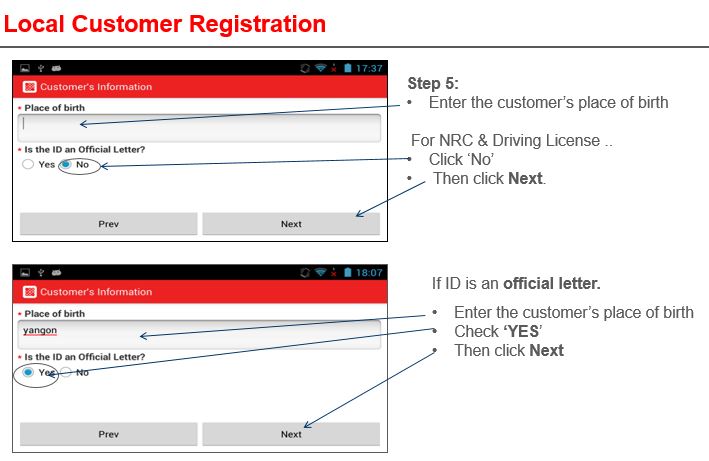 Local Customer Registration
17:37
Customer's Information
* Place of birth
* Is the ID an Official Letter?
Yes No
Prev Next
Step 5:
• Enter the customer's place of birth
For NRC & Driving License ..
• Click 'No'
• Then click Next.
18:07
Customer's Information
* Place of birth
yangon
* Is the ID an Official Letter?
Yes No
Prev Next
If ID is an official letter.
• Enter the customer's place of birth
• Check 'YES'
• Then click Next